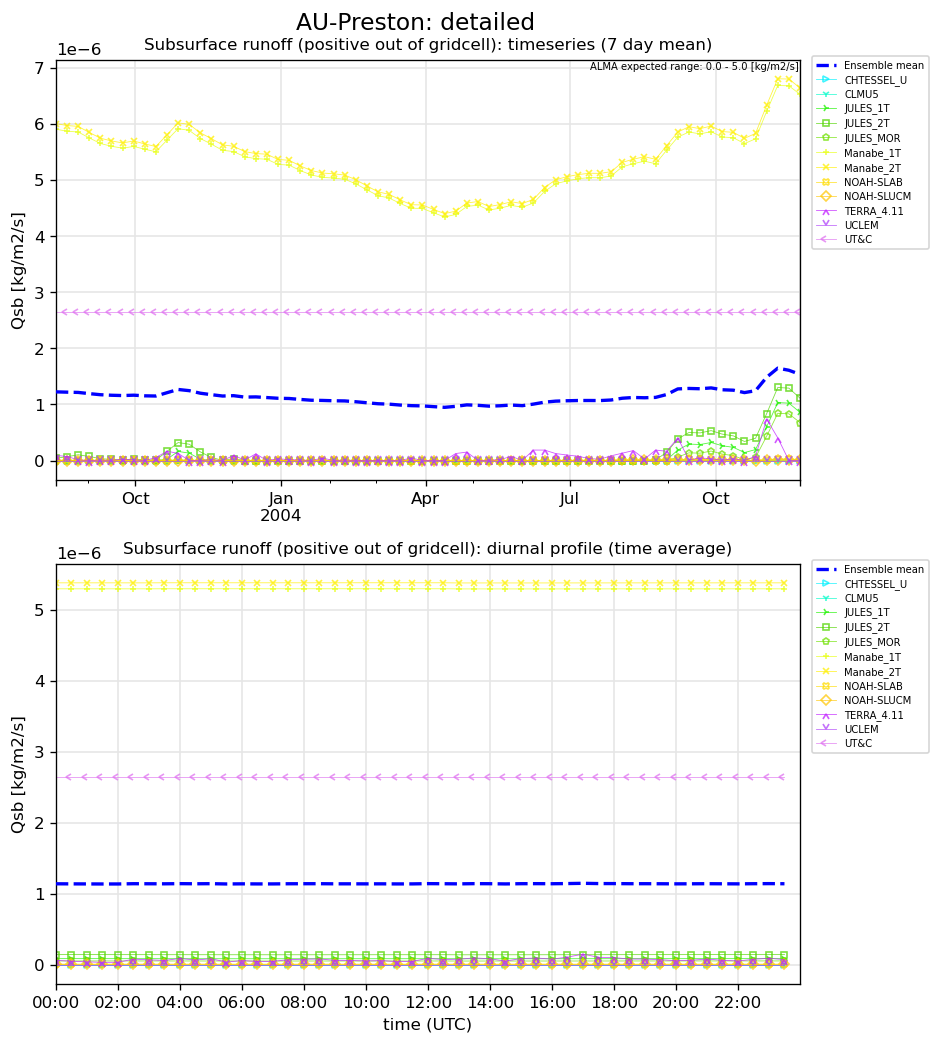 AU-Preston: detailed
Subsurface runoff (positive out of gridcell): timeseries (7 day mean)
1e−6
ALMA expected range: 0.0 - 5.0 [kg/m2/s]
Qsb [kg/m2/s]
7
6
5
4
3
2
1
0
Oct
Jan
2004
Apr
Jul
Oct
Ensemble mean
CHTESSEL_U
CLMU5
JULES_1T
JULES_2T
JULES_MOR
Manabe_1T
Manabe_2T
NOAH-SLAB
NOAH-SLUCM
TERRA_4.11
UCLEM
UT&C
Subsurface runoff (positive out of gridcell): diurnal profile (time average)
1e−6
Qsb [kg/m2/s]
5
4
3
2
1
0
00:00
02:00
04:00
06:00
08:00
10:00
12:00
14:00
16:00
18:00
20:00
22:00
time (UTC)
Ensemble mean
CHTESSEL_U
CLMU5
JULES_1T
JULES_2T
JULES_MOR
Manabe_1T
Manabe_2T
NOAH-SLAB
NOAH-SLUCM
TERRA_4.11
UCLEM
UT&C